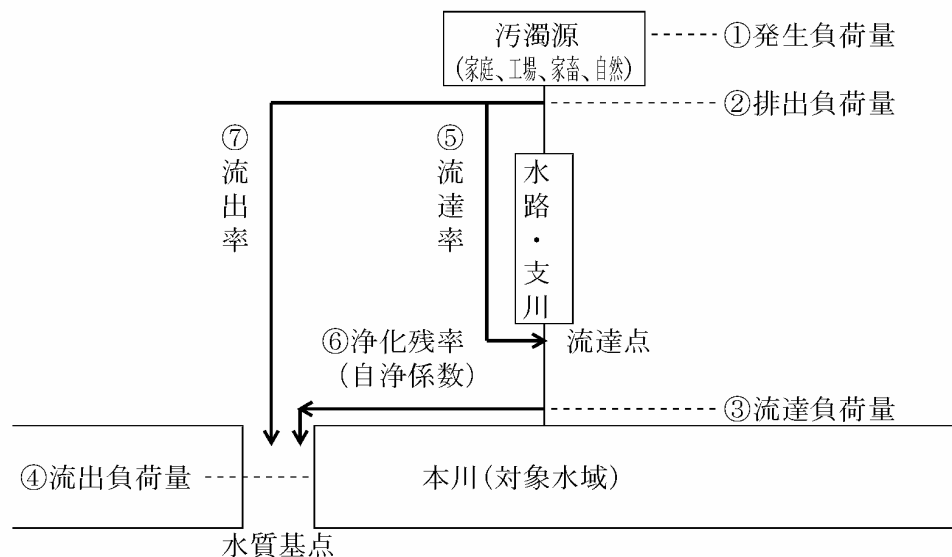 汚濁源
(家庭、工場、家畜、自然)
①発生負荷量
②排出負荷量
⑦流出率
⑤流達率
水路・支川
⑥浄化残率
(自浄係数)
流達点
③流達負荷量
④流出負荷量
本川(対象水域)
水質基点